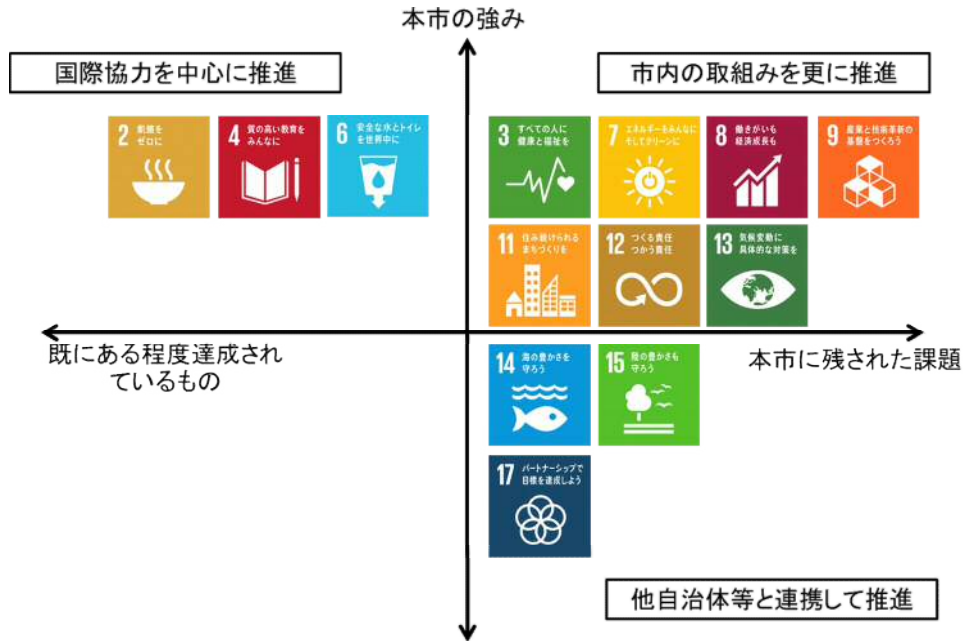 本市の強み
国際協力を中心に推進
市内の取組みを更に推進
2 飢餓を
ゼロに
4 質の高い教育を
みんなに
6 安全な水とトイレ
を世界中に
3 すべての人に
健康と福祉を
7 エネルギーをみんなに
そしてクリーンに
8 働きがいも
経済成長も
9 産業と技術革新の
基盤をつくろう
11 住み続けられる
まちづくりを
12 つくる責任
つかう責任
13 気候変動に
具体的な対策を
既にある程度達成され
ているもの
本市に残された課題
14 海の豊かさを
守ろう
15 陸の豊かさも
守ろう
17 パートナーシップで
目標を達成しよう
他自治体等と連携して推進